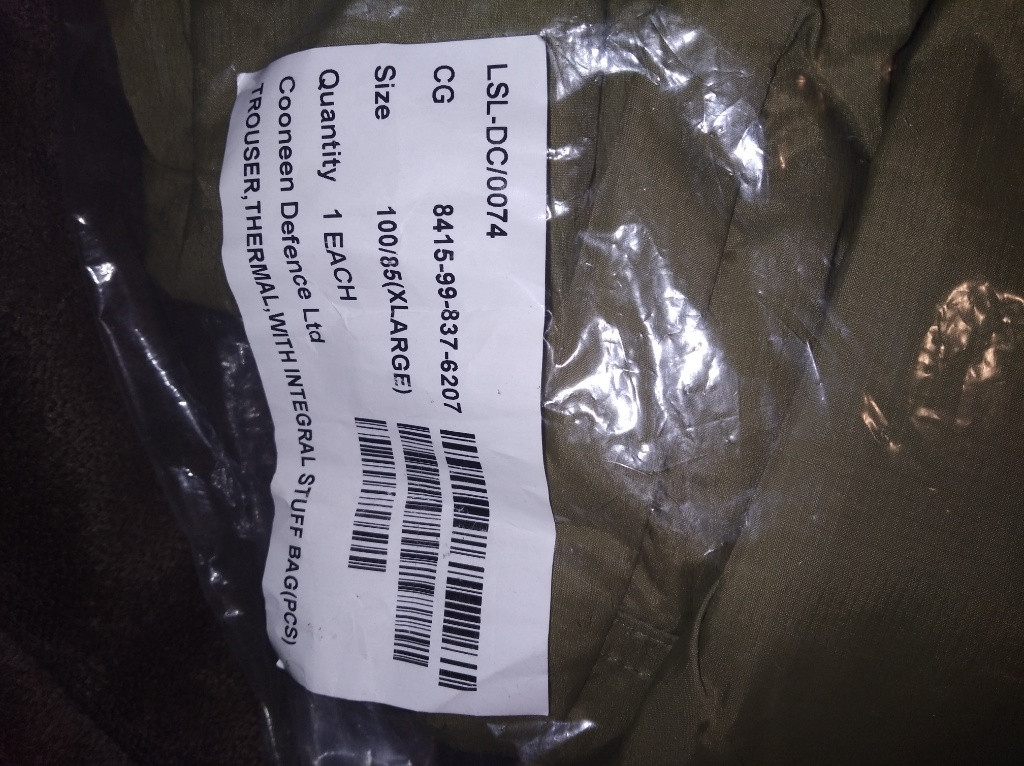 LSL-DC/0074
CG 8415-99-837-6207
Size 100/85(XLARGE)
Quantity 1 EACH
Cooneen Defence Ltd
TROUSER,THERMAL,WITH INTEGRAL STUFF BAG(PCS)